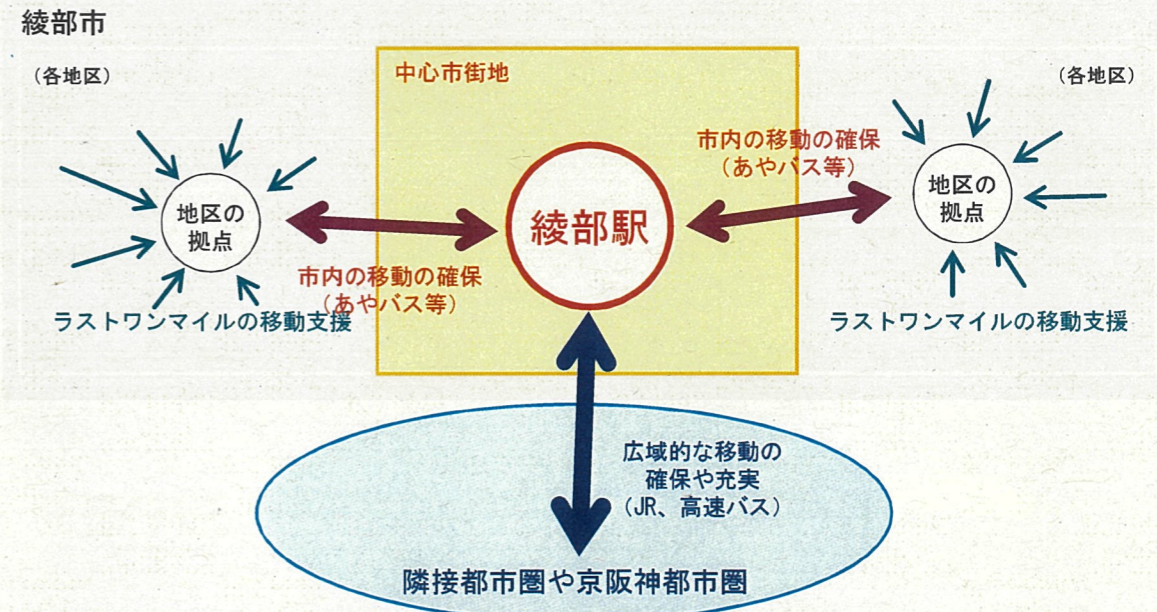 綾部市
(各地区)
中心市街地
(各地区)
市内の移動の確保
(あやバス等)
地区の
拠点
綾部駅
地区の
拠点
市内の移動の確保
(あやバス等)
ラストワンマイルの移動支援
ラストワンマイルの移動支援
広域的な移動の
確保や充実
(JR、高速バス)
隣接都市圏や京阪神都市圏